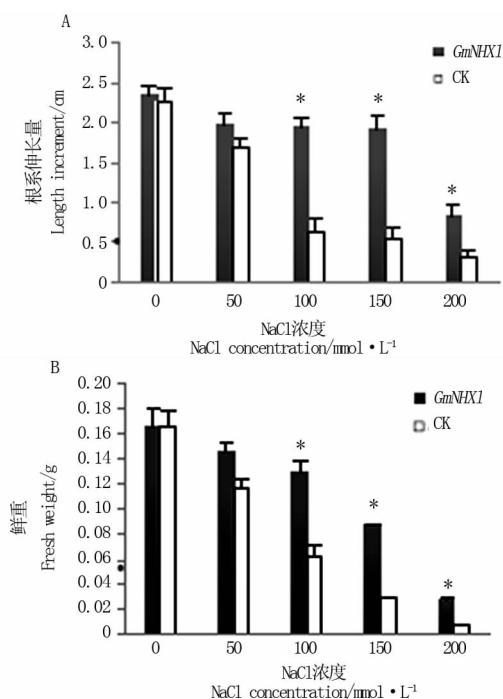 A
3.0
2.5
2.0
1.5
1.0
0.5
0
根系伸长量
Length increment/cm
GmNHX1
CK
*
*
*
0 50 100 150 200
NaCl浓度
NaCl concentration/mmol·L⁻¹
B
0.20
0.18
0.16
0.14
0.12
0.10
0.08
0.06
0.04
0.02
0
鲜重
Fresh weight/g
GmNHX1
CK
*
*
*
0 50 100 150 200
NaCl浓度
NaCl concentration/mmol·L⁻¹